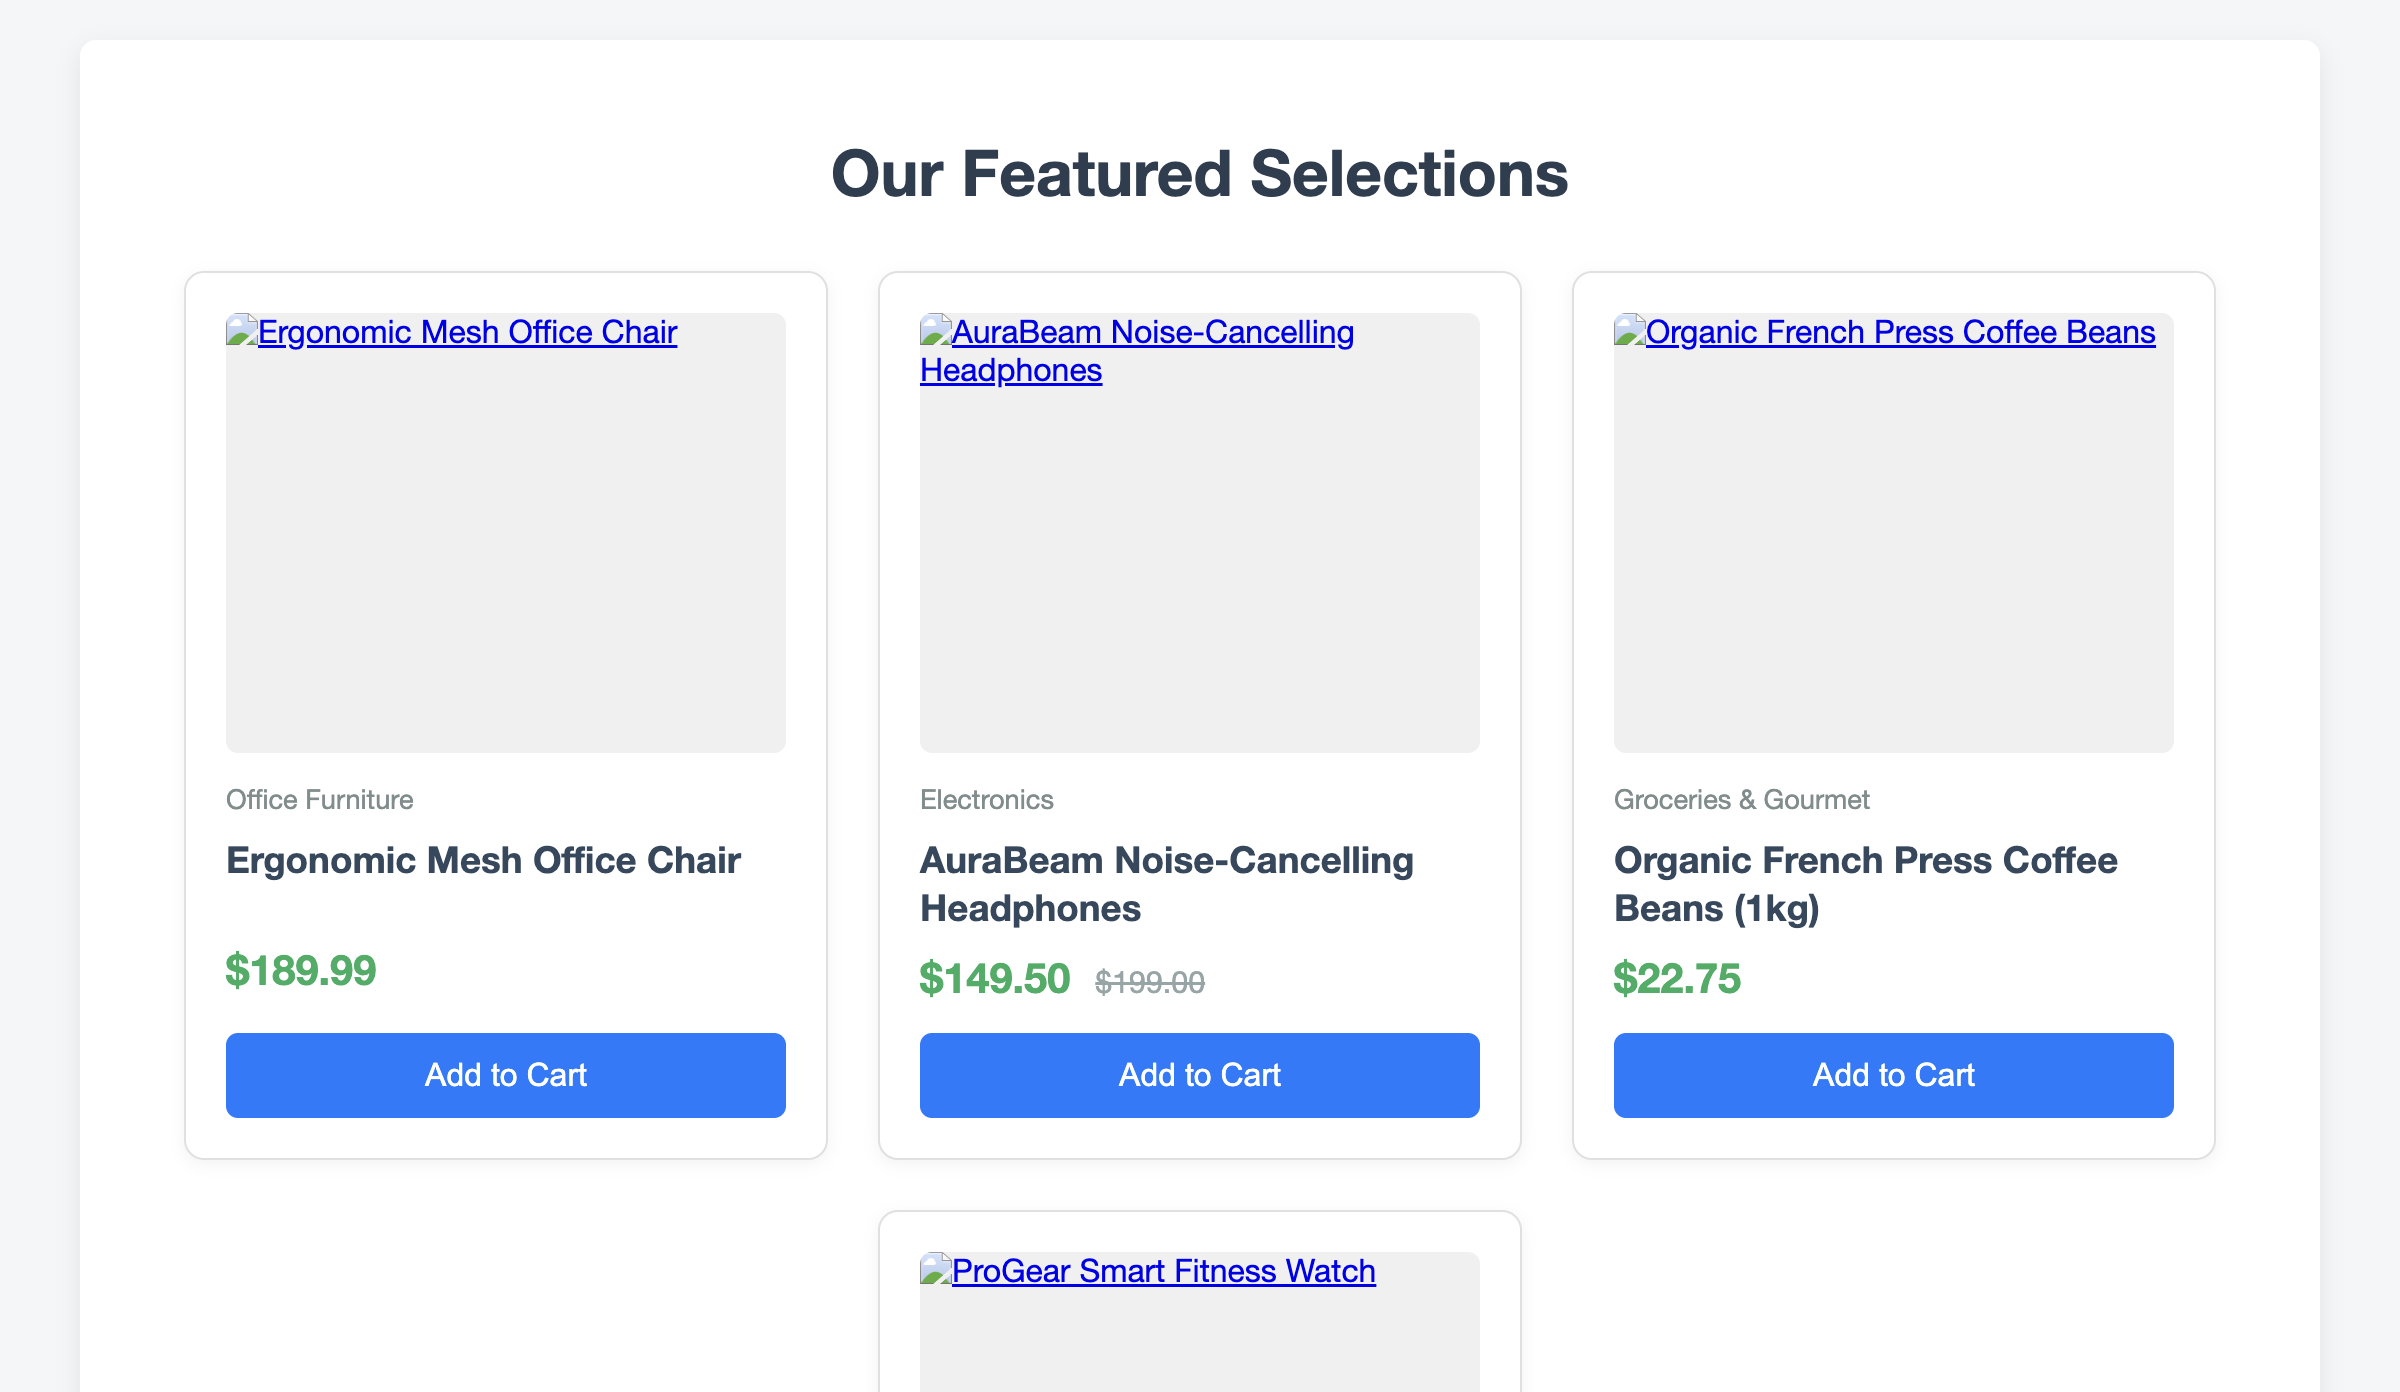 Our Featured Selections
Ergonomic Mesh Office Chair
Office Furniture
Ergonomic Mesh Office Chair
$189.99
Add to Cart
AuraBeam Noise-Cancelling
Headphones
Electronics
AuraBeam Noise-Cancelling
Headphones
$149.50 $199.00
Add to Cart
Organic French Press Coffee Beans
Groceries & Gourmet
Organic French Press Coffee
Beans (1kg)
$22.75
Add to Cart
ProGear Smart Fitness Watch